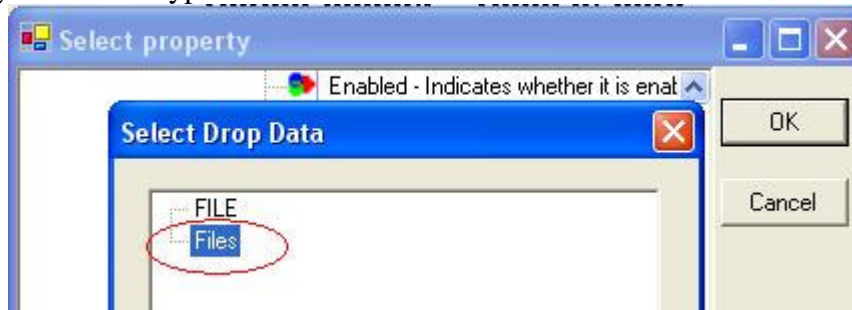 Select property
Enabled - Indicates whether it is enat
OK
Select Drop Data
Cancel
FILE
Files